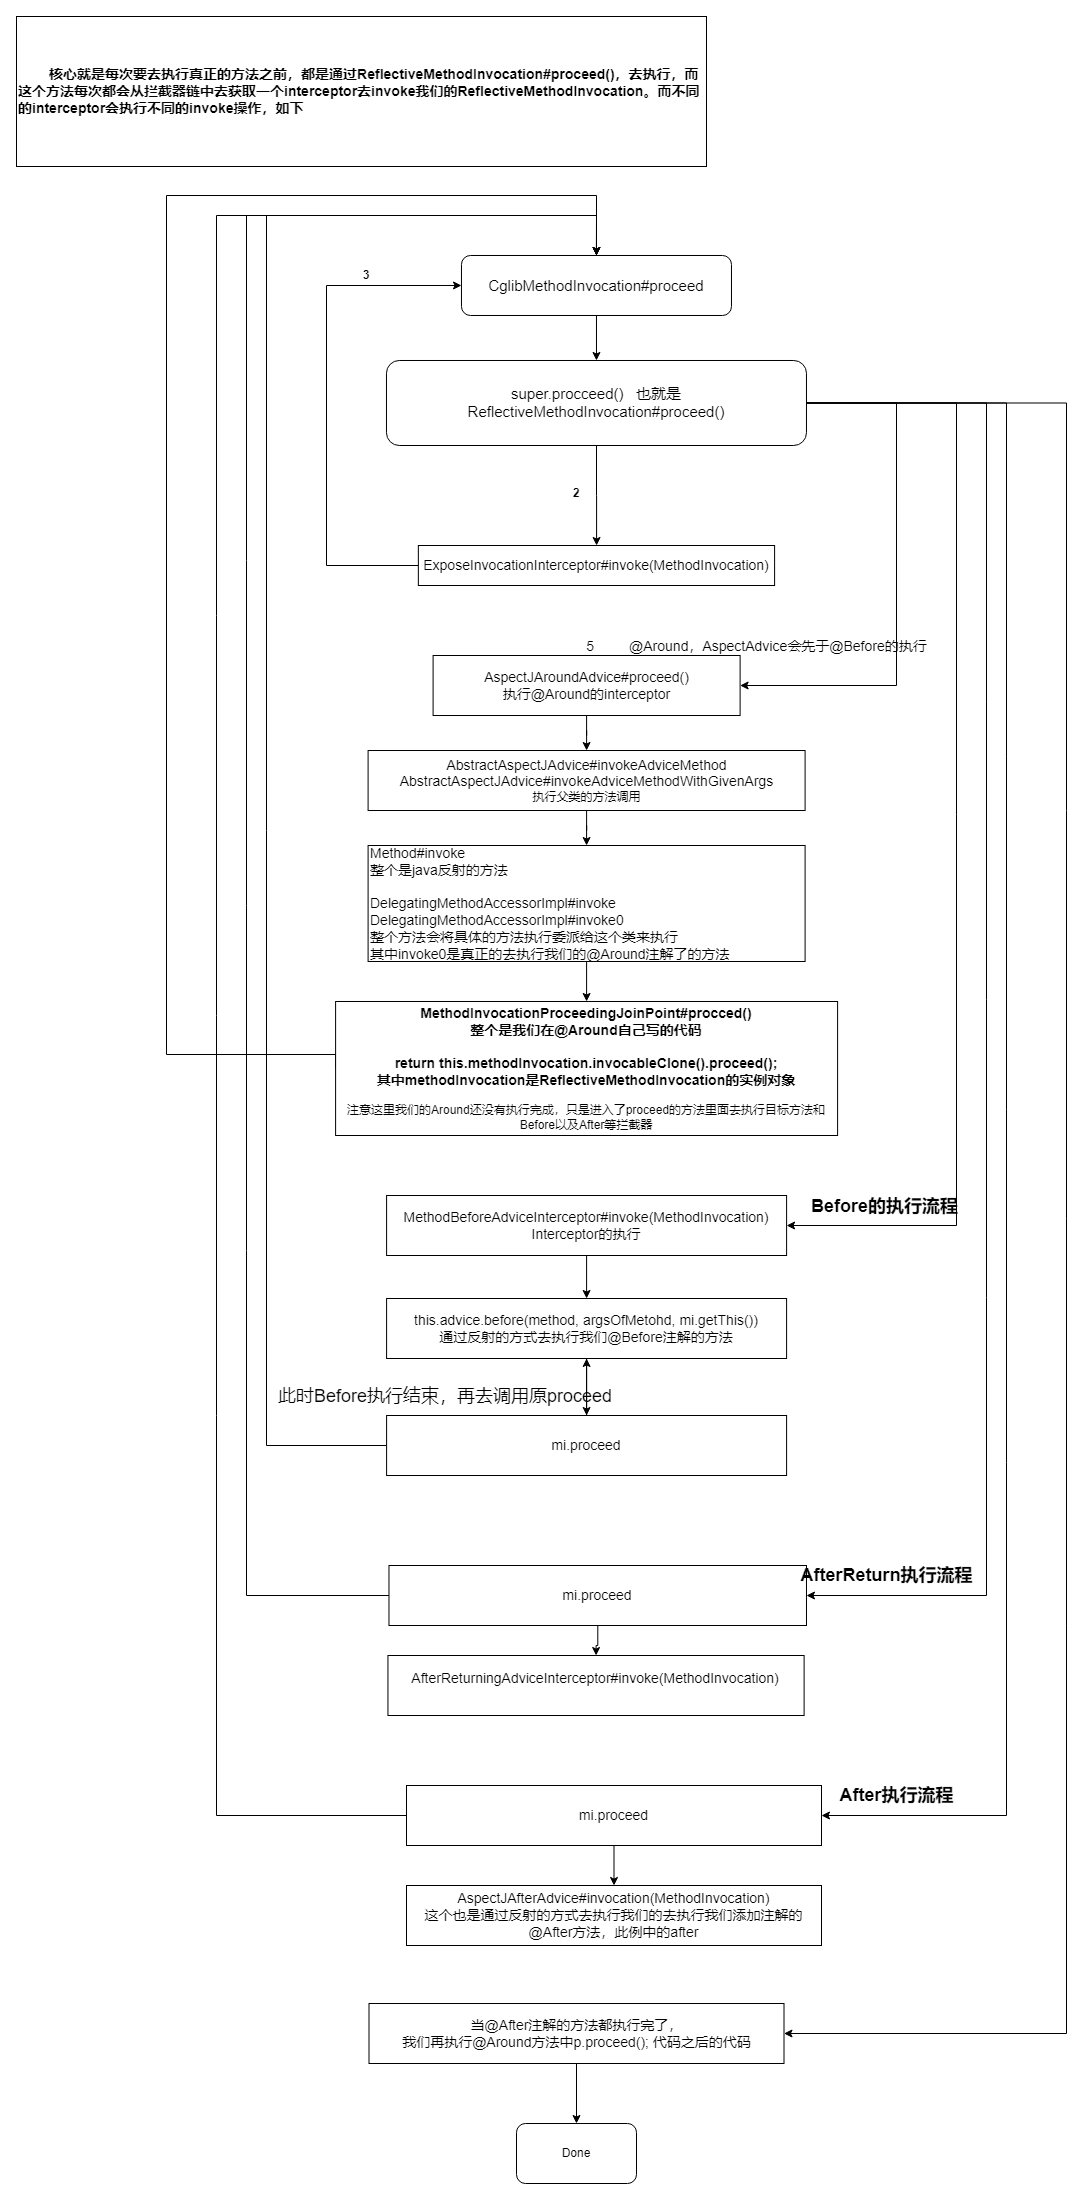 核心就是每次要去执行真正的方法之前，都是通过ReflectiveMethodInvocation#proceed()，去执行，而
这个方法每次都会从拦截器链中去获取一个interceptor去invoke我们的ReflectiveMethodInvocation。而不同
的interceptor会执行不同的invoke操作，如下
3
CglibMethodInvocation#proceed
super.procceed()   也就是
ReflectiveMethodInvocation#proceed()
2
ExposeInvocationInterceptor#invoke(MethodInvocation)
5 @Around，AspectAdvice会先于@Before的执行
AspectJAroundAdvice#proceed()
执行@Around的interceptor
AbstractAspectJAdvice#invokeAdviceMethod
AbstractAspectJAdvice#invokeAdviceMethodWithGivenArgs
执行父类的方法调用
Method#invoke
整个是java反射的方法
DelegatingMethodAccessorImpl#invoke
DelegatingMethodAccessorImpl#invoke0
整个方法会将具体的方法执行委派给这个类来执行
其中invoke0是真正的去执行我们的@Around注解了的方法
MethodInvocationProceedingJoinPoint#procced()
整个是我们在@Around自己写的代码
return this.methodInvocation.invocableClone().proceed();
其中methodInvocation是ReflectiveMethodInvocation的实例对象
注意这里我们的Around还没有执行完成，只是进入了proceed的方法里面去执行目标方法和
Before以及After等拦截器
Before的执行流程
MethodBeforeAdviceInterceptor#invoke(MethodInvocation)
Interceptor的执行
this.advice.before(method, argsOfMetohd, mi.getThis())
通过反射的方式去执行我们@Before注解的方法
此时Before执行结束，再去调用原proceed
mi.proceed
AfterReturn执行流程
mi.proceed
AfterReturningAdviceInterceptor#invoke(MethodInvocation)
After执行流程
mi.proceed
AspectJAfterAdvice#invocation(MethodInvocation)
这个也是通过反射的方式去执行我们的去执行我们添加注解的
@After方法，此例中的after
当@After注解的方法都执行完了，
我们再执行@Around方法中p.proceed(); 代码之后的代码
Done